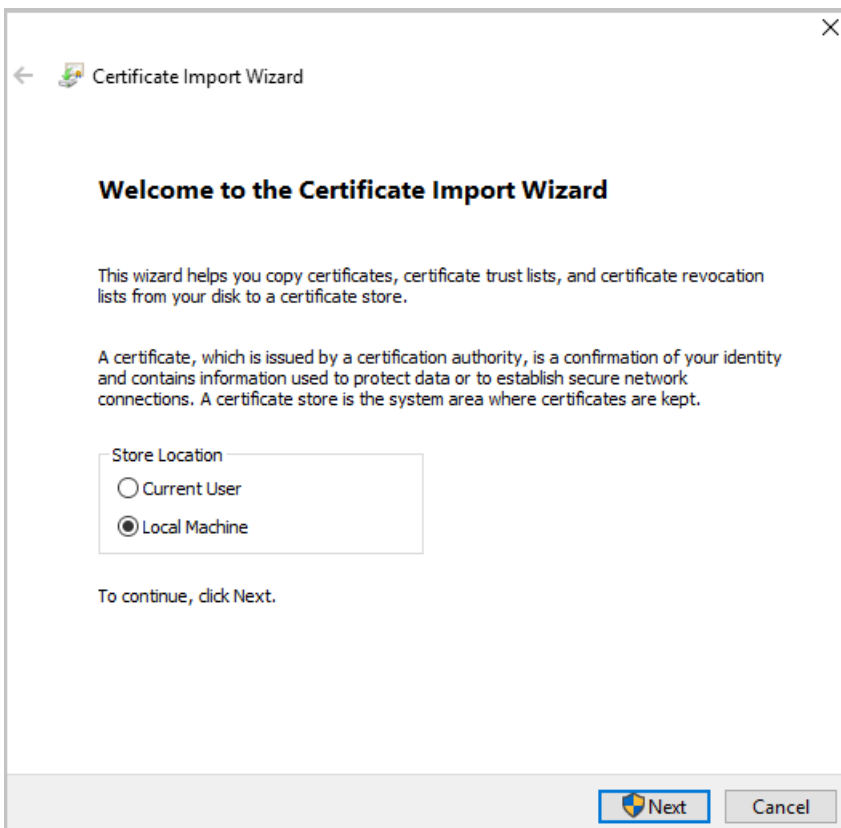 Certificate Import Wizard
Welcome to the Certificate Import Wizard
This wizard helps you copy certificates, certificate trust lists, and certificate revocation
lists from your disk to a certificate store.
A certificate, which is issued by a certification authority, is a confirmation of your identity
and contains information used to protect data or to establish secure network
connections. A certificate store is the system area where certificates are kept.
Store Location
Current User
Local Machine
To continue, click Next.
Next Cancel